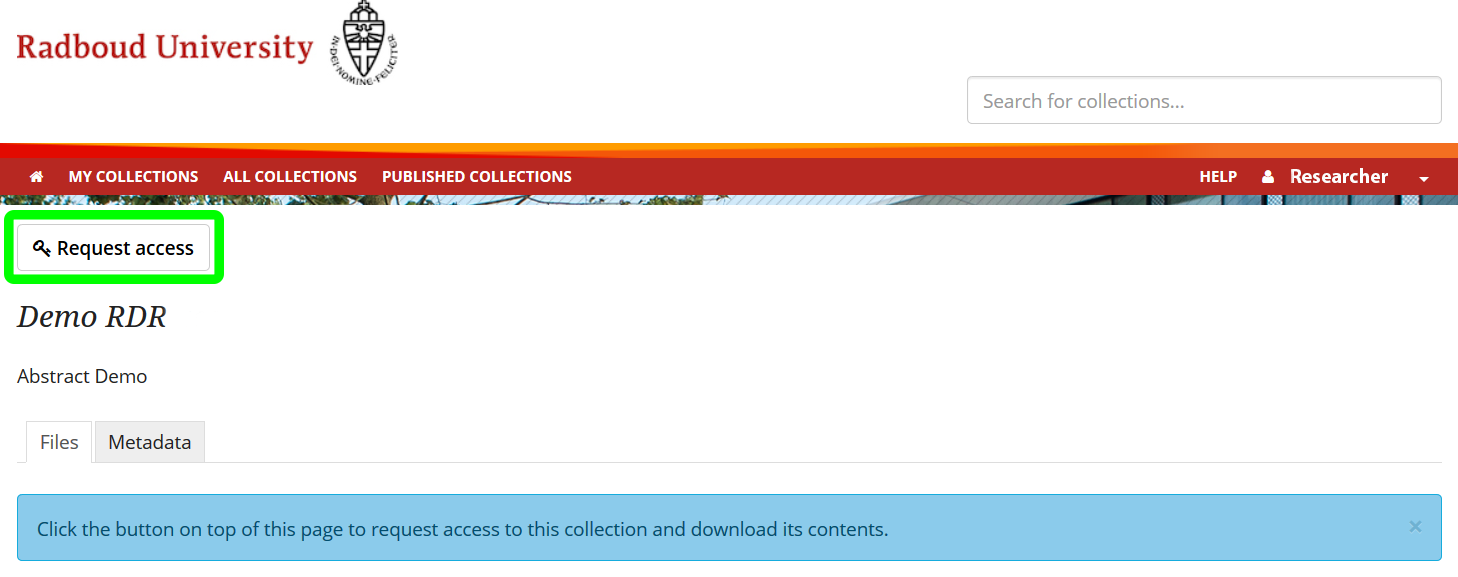 Radboud University
IN·DEI·NOMINE·FELICITER
Search for collections...
MY COLLECTIONS ALL COLLECTIONS PUBLISHED COLLECTIONS HELP Researcher
Request access
Demo RDR
Abstract Demo
Files Metadata
Click the button on top of this page to request access to this collection and download its contents. ×